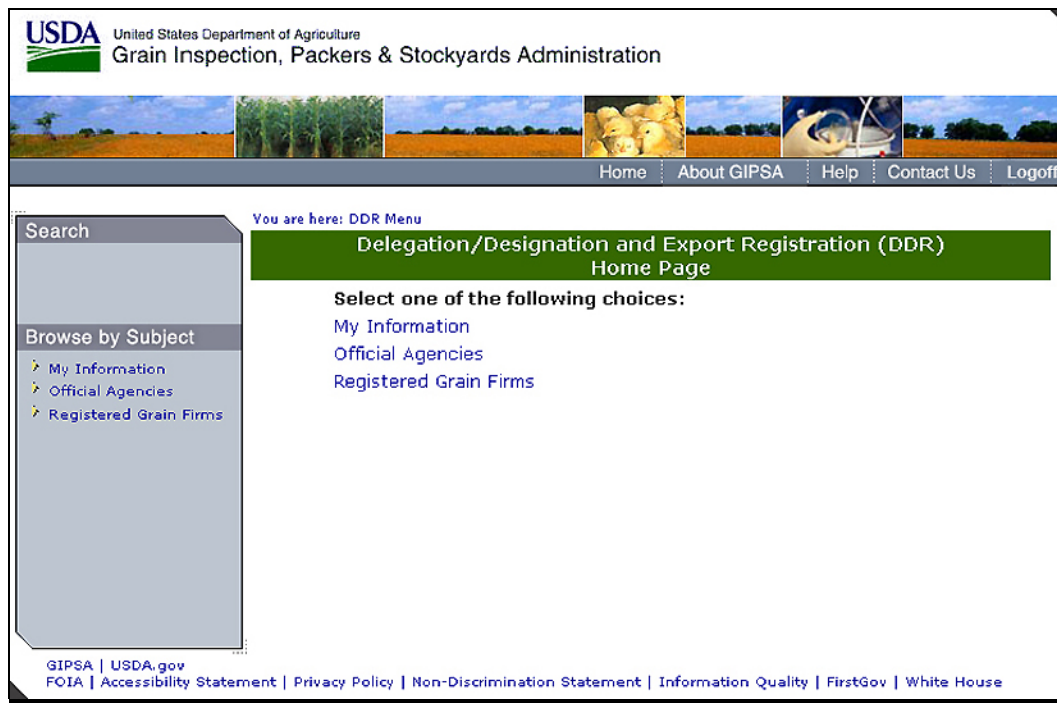 USDA
United States Department of Agriculture
Grain Inspection, Packers & Stockyards Administration
Home About GIPSA Help Contact Us Logoff
Search
Browse by Subject
My Information
Official Agencies
Registered Grain Firms
You are here: DDR Menu
Delegation/Designation and Export Registration (DDR)
Home Page
Select one of the following choices:
My Information
Official Agencies
Registered Grain Firms
GIPSA | USDA.gov
FOIA | Accessibility Statement | Privacy Policy | Non-Discrimination Statement | Information Quality | FirstGov | White House